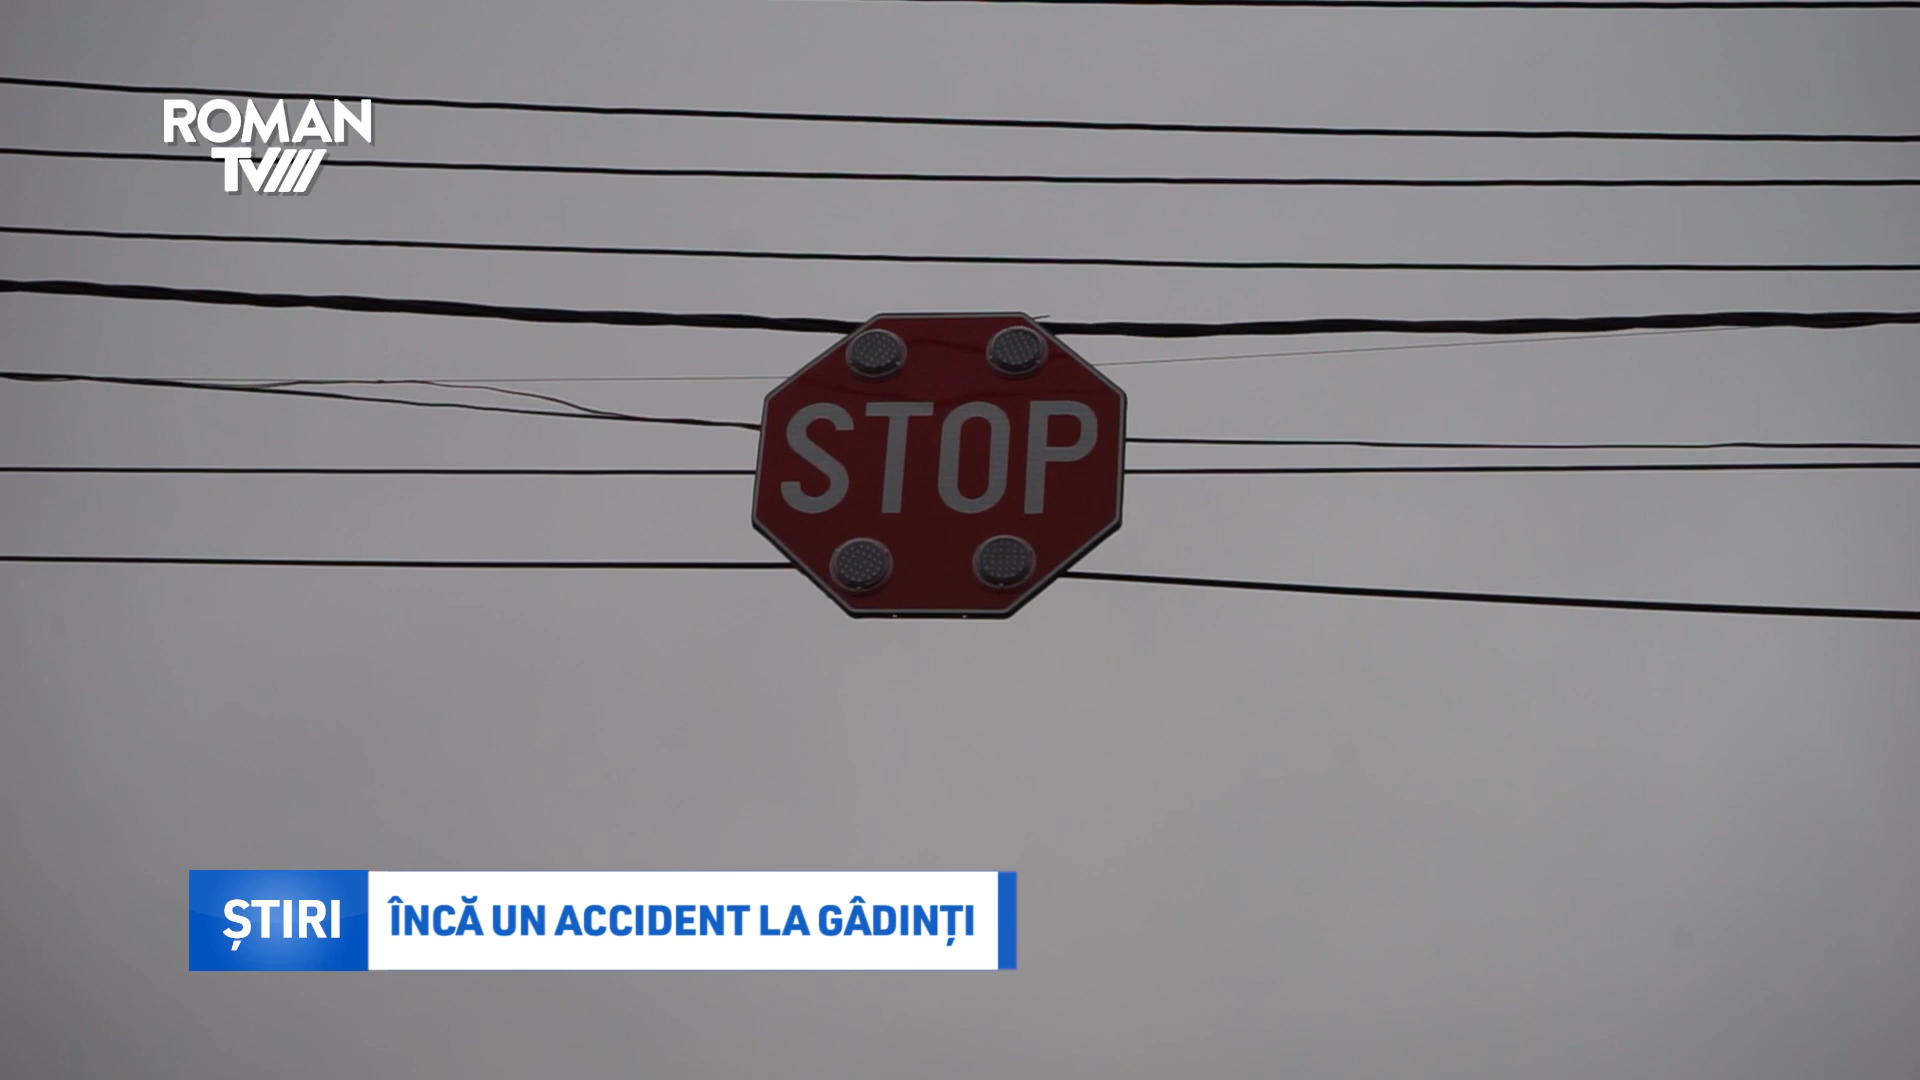 ROMAN
TV
STOP
ȘTIRI
ÎNCĂ UN ACCIDENT LA GÂDINȚI